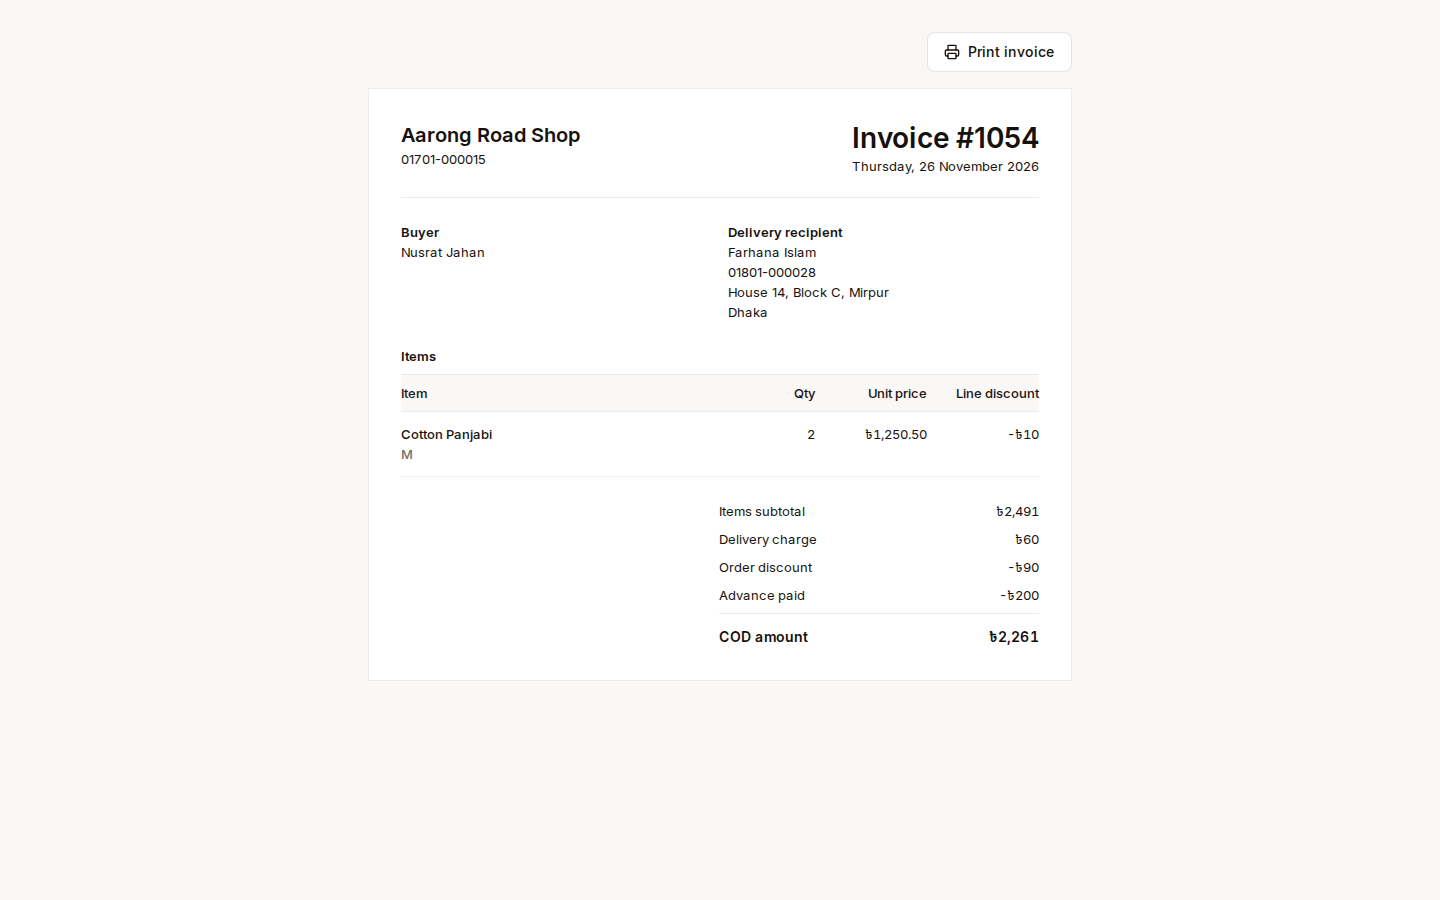 Print invoice
Aarong Road Shop
01701-000015
Invoice #1054
Thursday, 26 November 2026
Buyer
Nusrat Jahan
Delivery recipient
Farhana Islam
01801-000028
House 14, Block C, Mirpur
Dhaka
Items
Item Qty Unit price Line discount
Cotton Panjabi 2 ৳1,250.50 -৳10
M
Items subtotal ৳2,491
Delivery charge ৳60
Order discount -৳90
Advance paid -৳200
COD amount ৳2,261